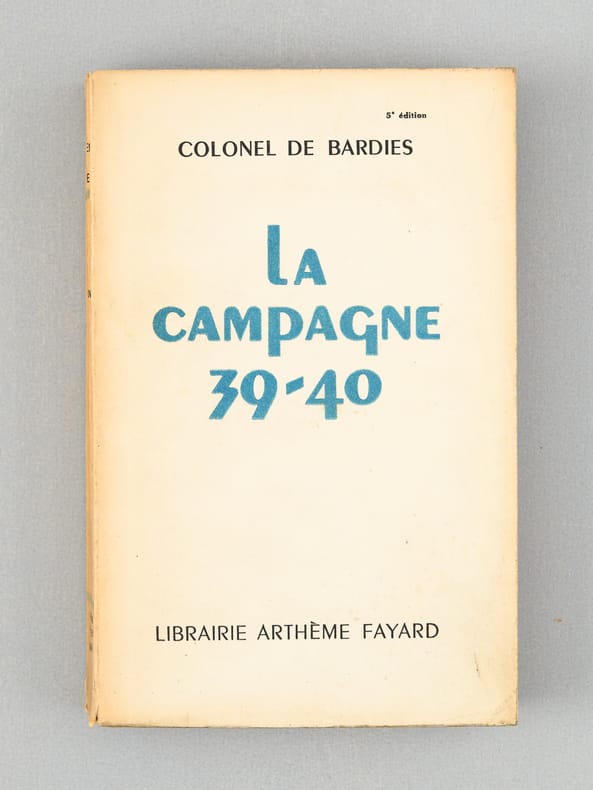 5ᵉ édition
COLONEL DE BARDIES
La
CAMPAGNE
39-40
LIBRAIRIE ARTHÈME FAYARD